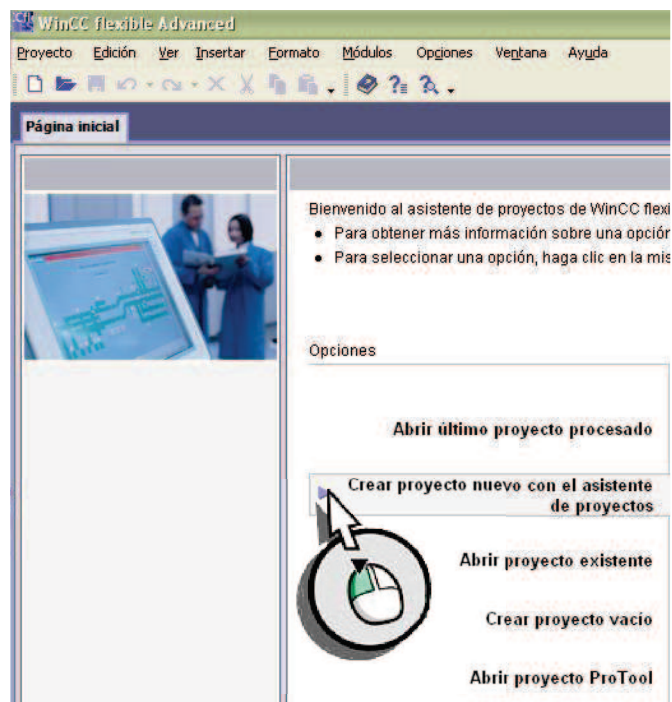 WinCC flexible Advanced
Proyecto Edición Ver Insertar Formato Módulos Opciones Ventana Ayuda
Página inicial
Bienvenido al asistente de proyectos de WinCC flexi
Para obtener más información sobre una opción
Para seleccionar una opción, haga clic en la mis
Opciones
Abrir último proyecto procesado
Crear proyecto nuevo con el asistente
de proyectos
Abrir proyecto existente
Crear proyecto vacío
Abrir proyecto ProTool